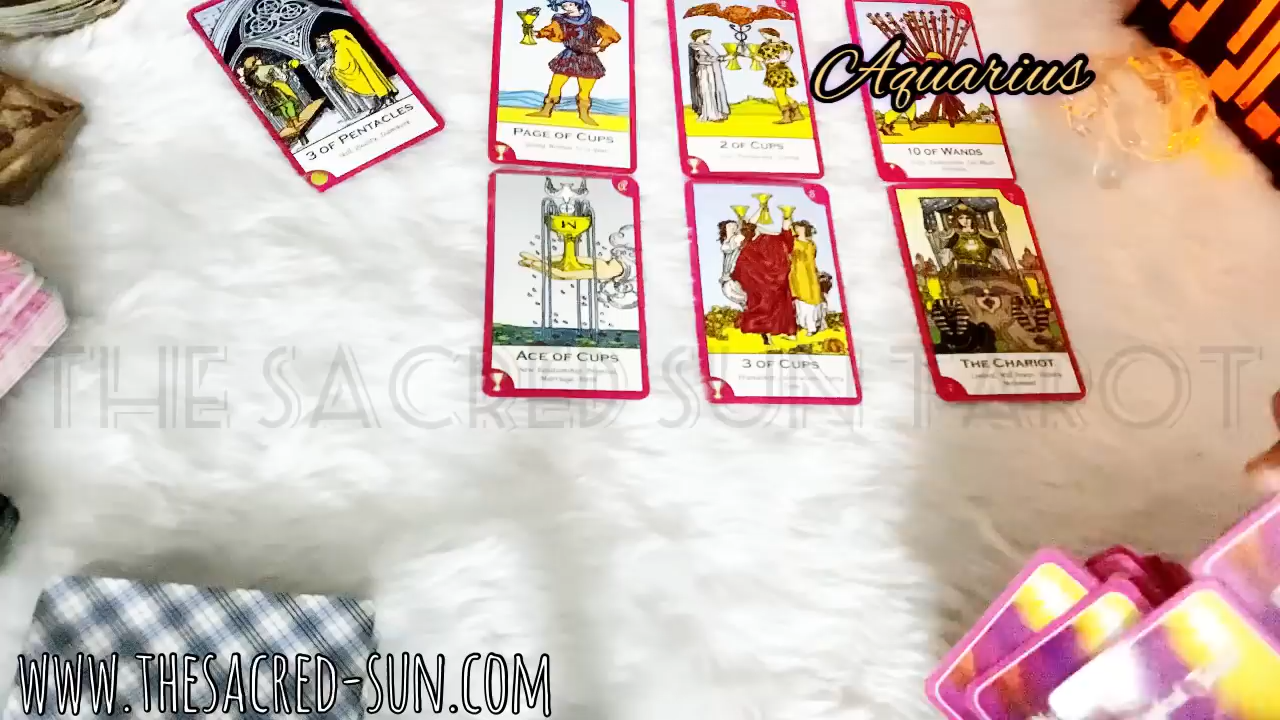 Aquarius
3 OF PENTACLES
PAGE OF CUPS
2 OF CUPS
10
10 OF WANDS
ACE OF CUPS
3 OF CUPS
THE CHARIOT
THE SACRED SUN TAROT
WWW.THESACRED-SUN.COM